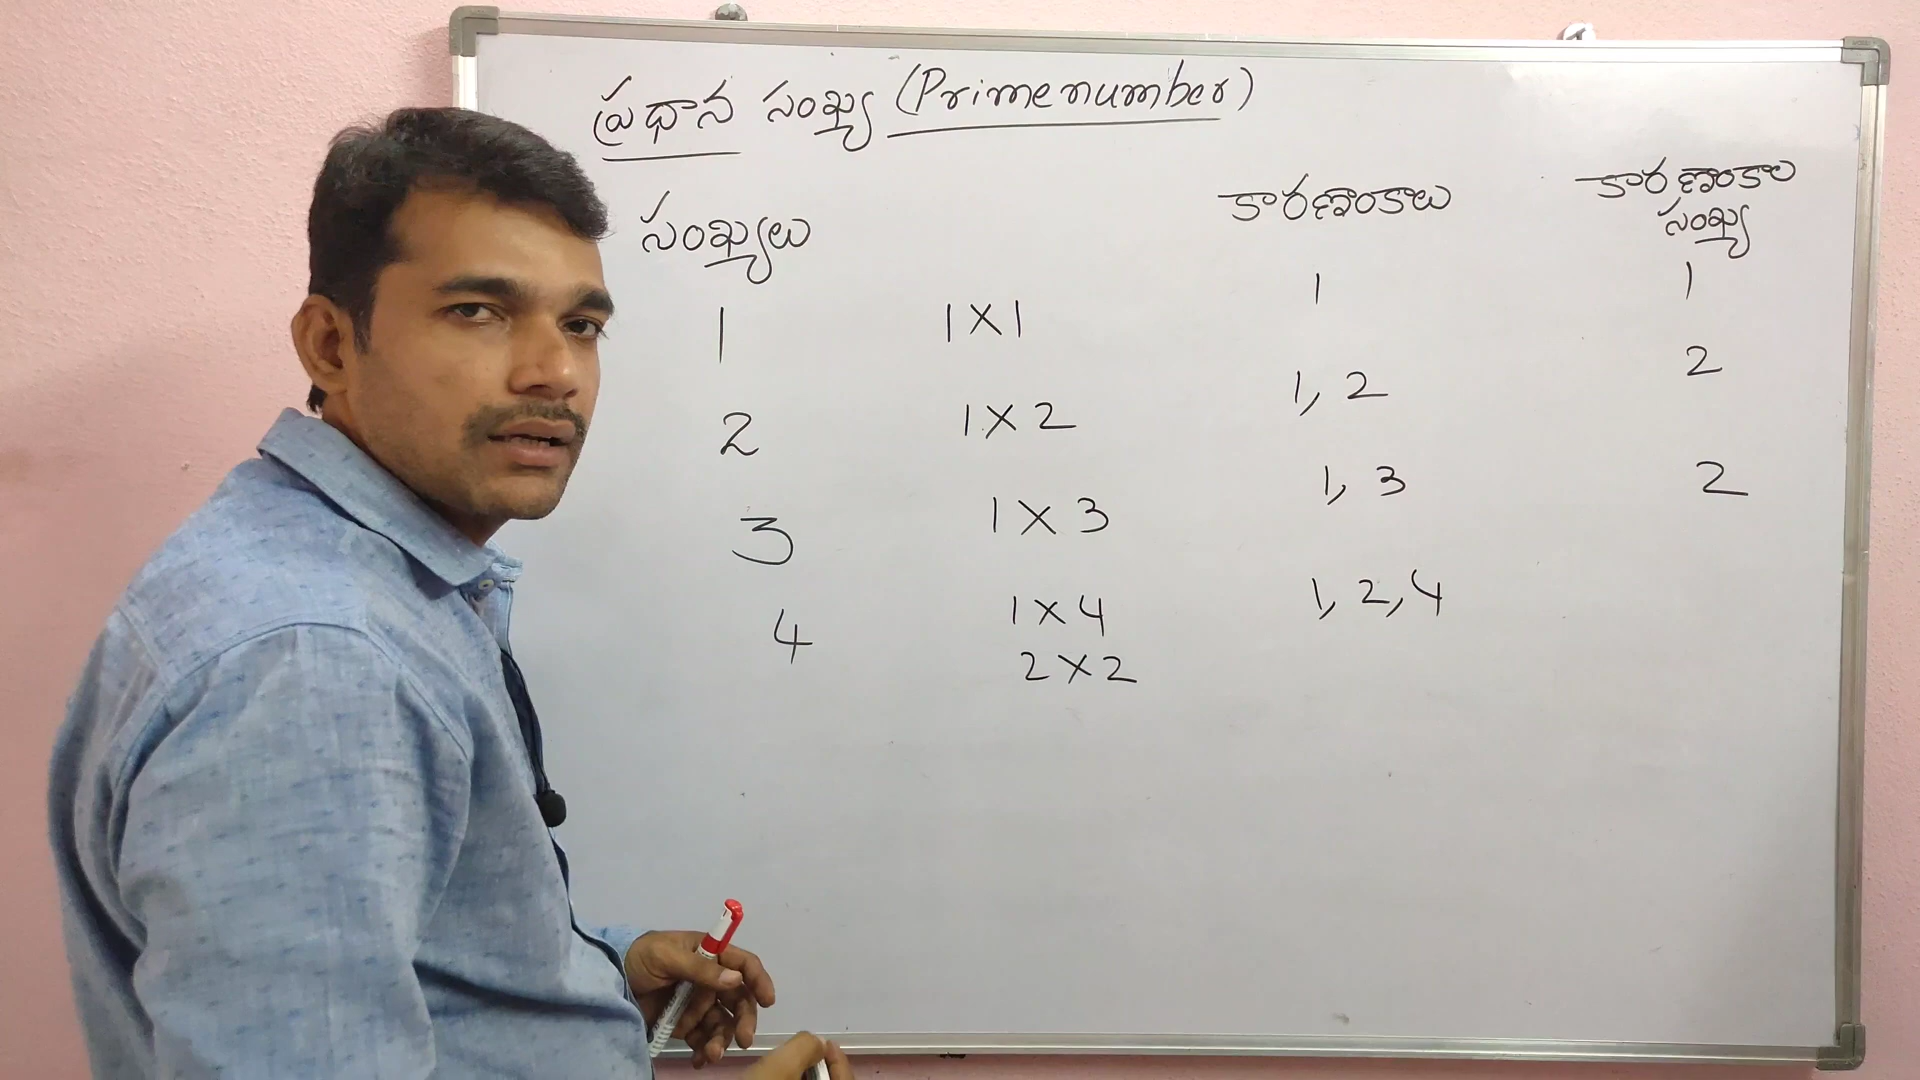 ప్రధాన సంఖ్య (Prime number)
సంఖ్యలు కారణాంకాలు కారణాంకాల
సంఖ్య
1 1 X 1 1 1
2 1 X 2 1, 2 2
3 1 X 3 1, 3 2
4 1 X 4 1, 2, 4
2 X 2